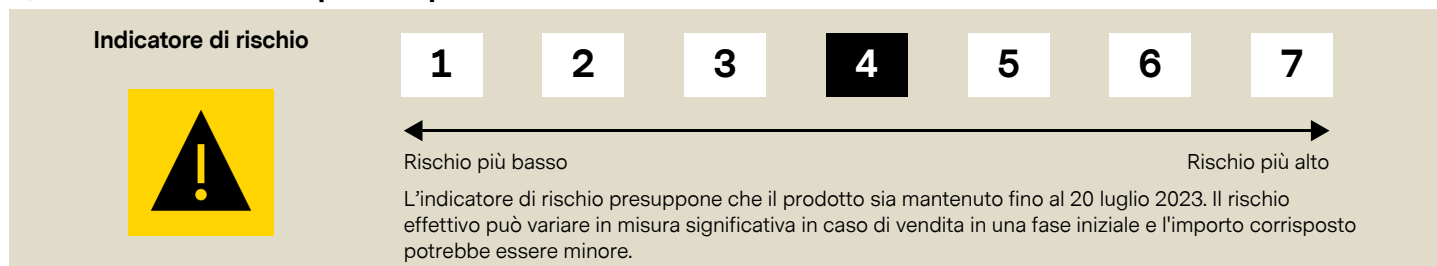 Indicatore di rischio
1 2 3 4 5 6 7
Rischio più basso Rischio più alto
L'indicatore di rischio presuppone che il prodotto sia mantenuto fino al 20 luglio 2023. Il rischio
effettivo può variare in misura significativa in caso di vendita in una fase iniziale e l'importo corrisposto
potrebbe essere minore.